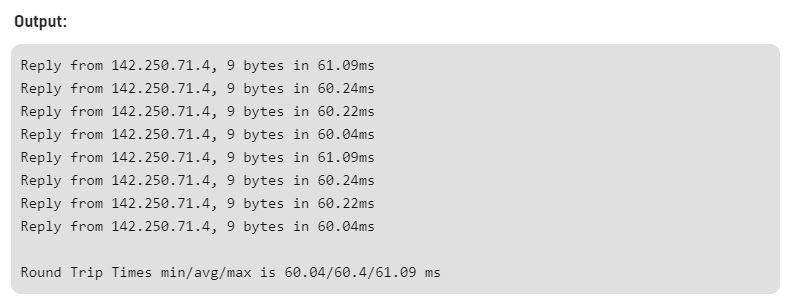 Output:
Reply from 142.250.71.4, 9 bytes in 61.09ms
Reply from 142.250.71.4, 9 bytes in 60.24ms
Reply from 142.250.71.4, 9 bytes in 60.22ms
Reply from 142.250.71.4, 9 bytes in 60.04ms
Reply from 142.250.71.4, 9 bytes in 61.09ms
Reply from 142.250.71.4, 9 bytes in 60.24ms
Reply from 142.250.71.4, 9 bytes in 60.22ms
Reply from 142.250.71.4, 9 bytes in 60.04ms
Round Trip Times min/avg/max is 60.04/60.4/61.09 ms